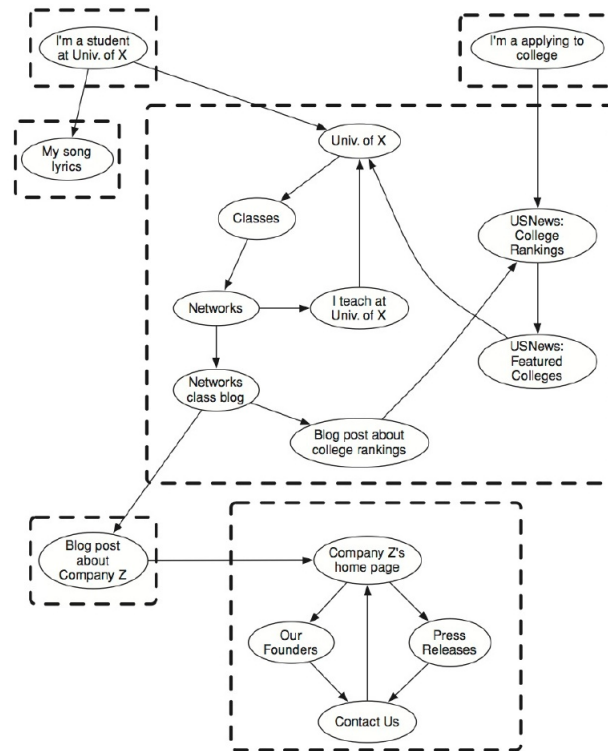 I'm a student
at Univ. of X
I'm a applying to
college
My song
lyrics
Univ. of X
Classes
USNews:
College
Rankings
Networks
I teach at
Univ. of X
USNews:
Featured
Colleges
Networks
class blog
Blog post about
college rankings
Blog post
about
Company Z
Company Z's
home page
Our
Founders
Press
Releases
Contact Us